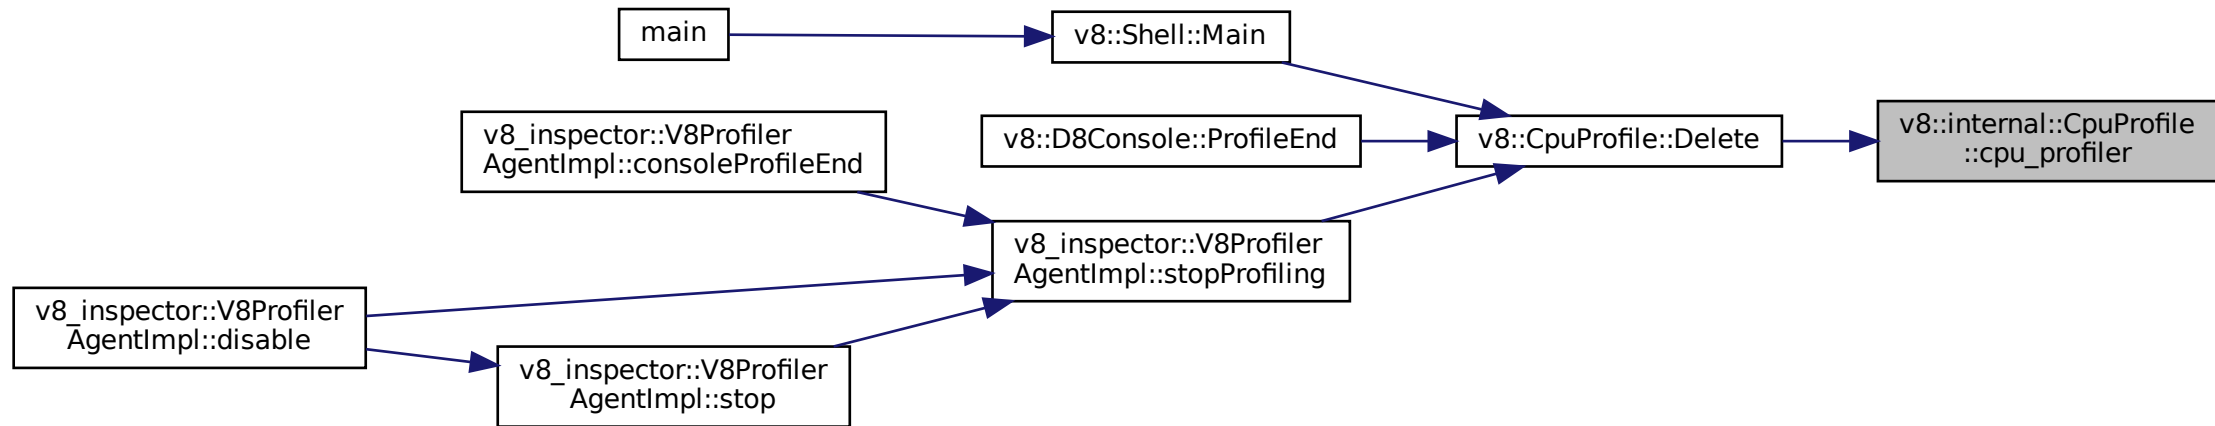 main
v8::Shell::Main
v8_inspector::V8Profiler
AgentImpl::consoleProfileEnd
v8::D8Console::ProfileEnd
v8::CpuProfile::Delete
v8::internal::CpuProfile
::cpu_profiler
v8_inspector::V8Profiler
AgentImpl::stopProfiling
v8_inspector::V8Profiler
AgentImpl::disable
v8_inspector::V8Profiler
AgentImpl::stop